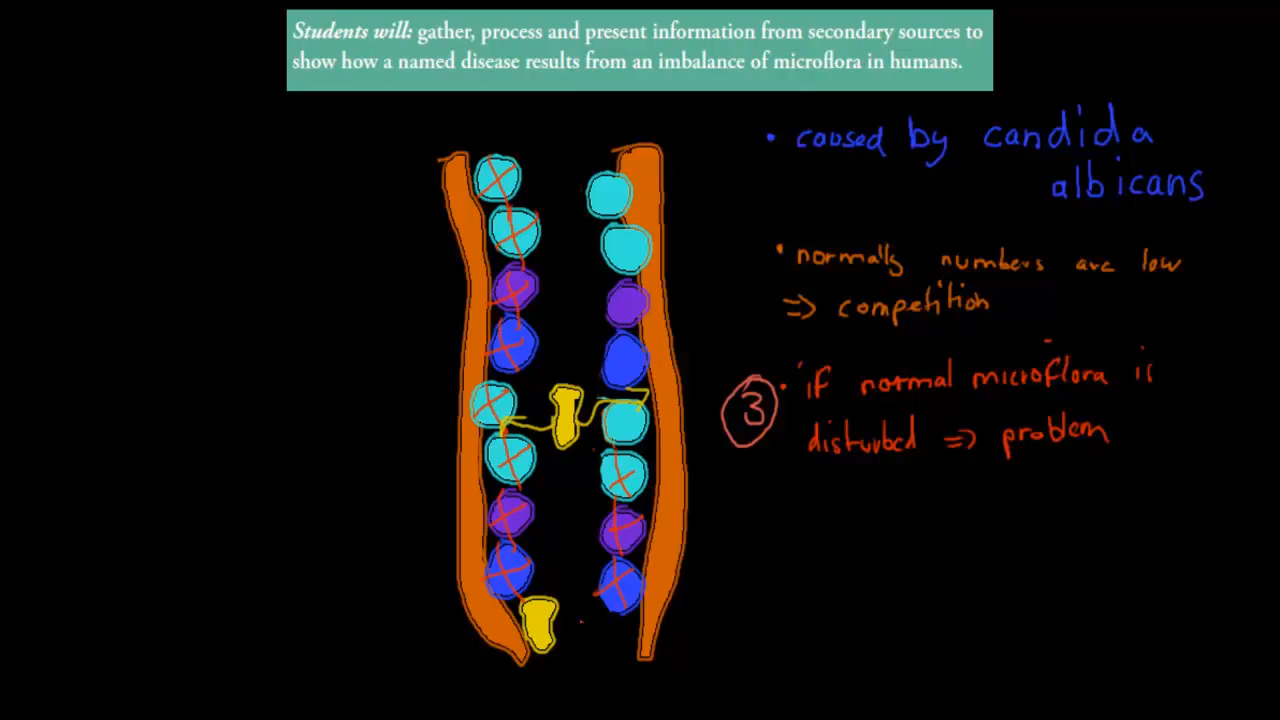 Students will: gather, process and present information from secondary sources to
show how a named disease results from an imbalance of microflora in humans.
• caused by candida
albicans
• normally numbers are low
=> competition
3 • if normal microflora is
disturbed => problem